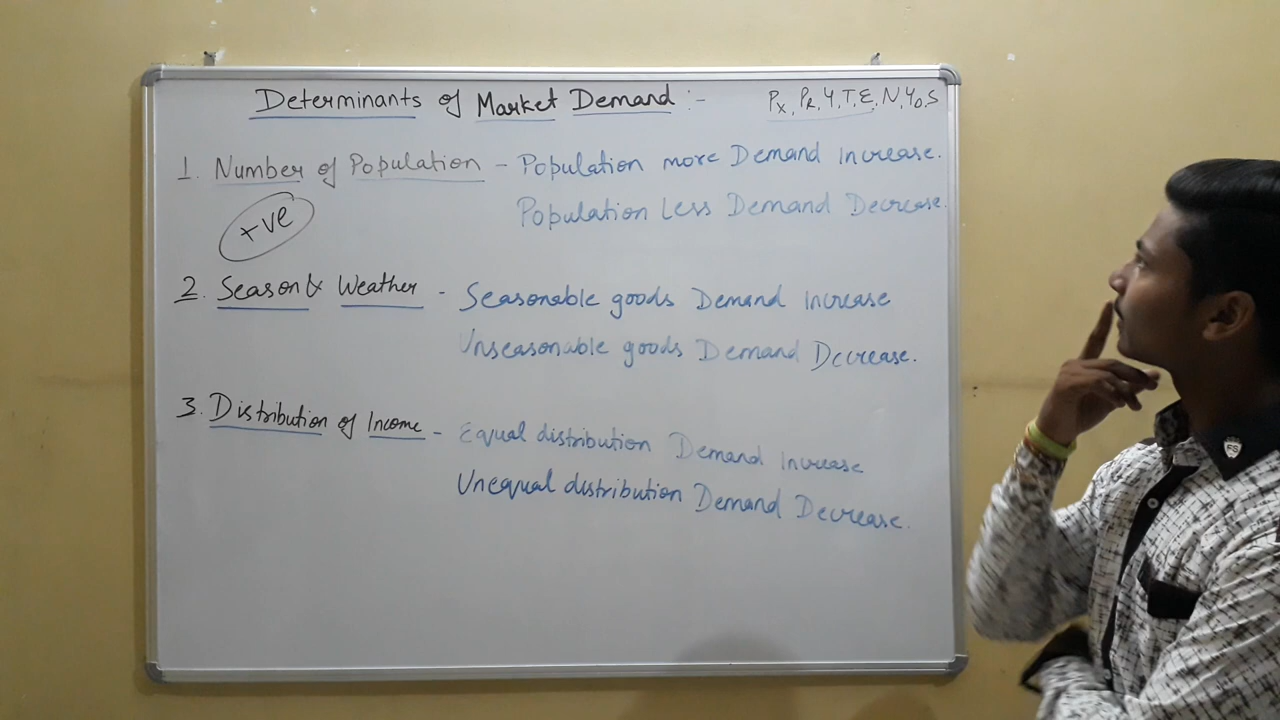 Determinants of Market Demand :- Px, PR, Y, T, E, N, YD, S
1. Number of Population - Population more Demand Increase.
Population Less Demand Decrease.
+ve
2. Season & Weather - Seasonable goods Demand Increase
Unseasonable goods Demand Decrease.
3. Distribution of Income - Equal distribution Demand Increase
Unequal distribution Demand Decrease.
FS